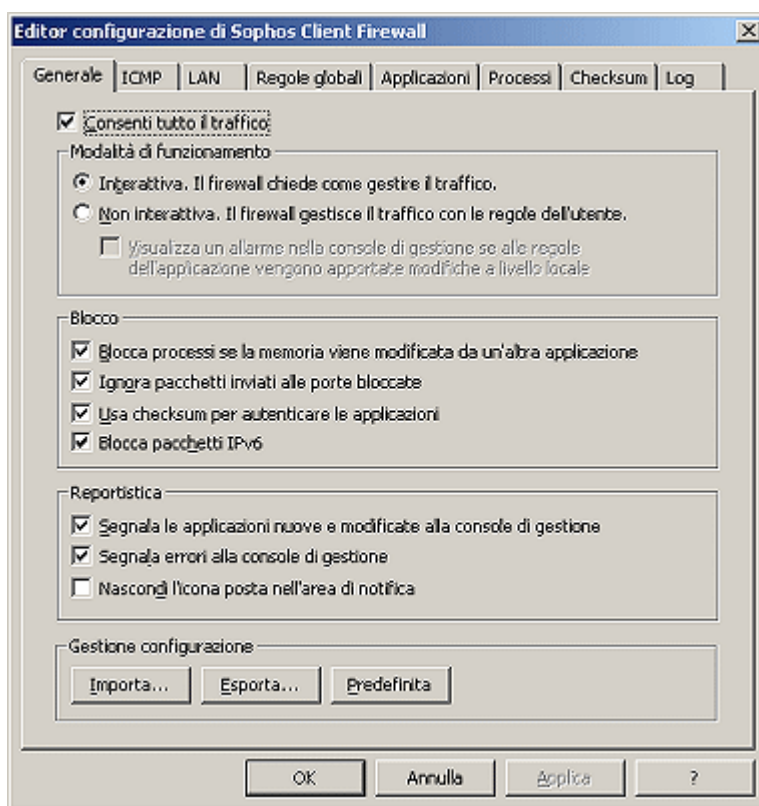 Editor configurazione di Sophos Client Firewall
Generale ICMP LAN Regole globali Applicazioni Processi Checksum Log
Consenti tutto il traffico
Modalità di funzionamento
Interattiva. Il firewall chiede come gestire il traffico.
Non interattiva. Il firewall gestisce il traffico con le regole dell'utente.
Visualizza un allarme nella console di gestione se alle regole
dell'applicazione vengono apportate modifiche a livello locale
Blocco
Blocca processi se la memoria viene modificata da un'altra applicazione
Ignora pacchetti inviati alle porte bloccate
Usa checksum per autenticare le applicazioni
Blocca pacchetti IPv6
Reportistica
Segnala le applicazioni nuove e modificate alla console di gestione
Segnala errori alla console di gestione
Nascondi l'icona posta nell'area di notifica
Gestione configurazione
Importa... Esporta... Predefinita
OK Annulla Applica ?